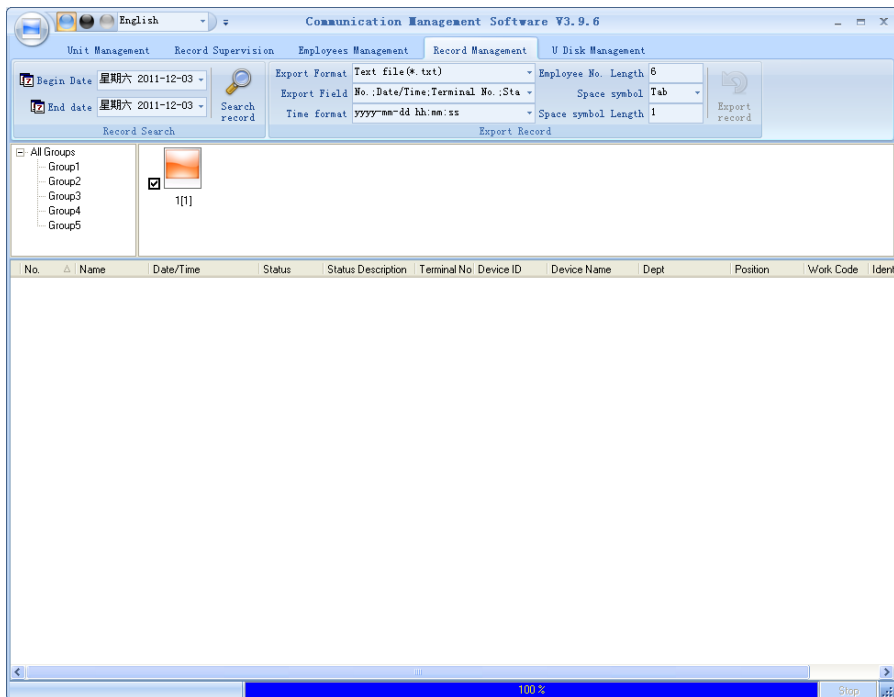 English
Communication Management Software V3.9.6
Unit Management Record Supervision Employees Management Record Management U Disk Management
Begin Date 星期六 2011-12-03
End date 星期六 2011-12-03
Search record
Record Search
Export Format Text file(*.txt) Employee No. Length 6
Export Field No.;Date/Time;Terminal No.;Sta Space symbol Tab
Time format yyyy-mm-dd hh:mm:ss Space symbol Length 1
Export record
Export Record
All Groups
Group1
Group2
Group3
Group4
Group5
1[1]
No. Name Date/Time Status Status Description Terminal No Device ID Device Name Dept Position Work Code Ident
100 % Stop